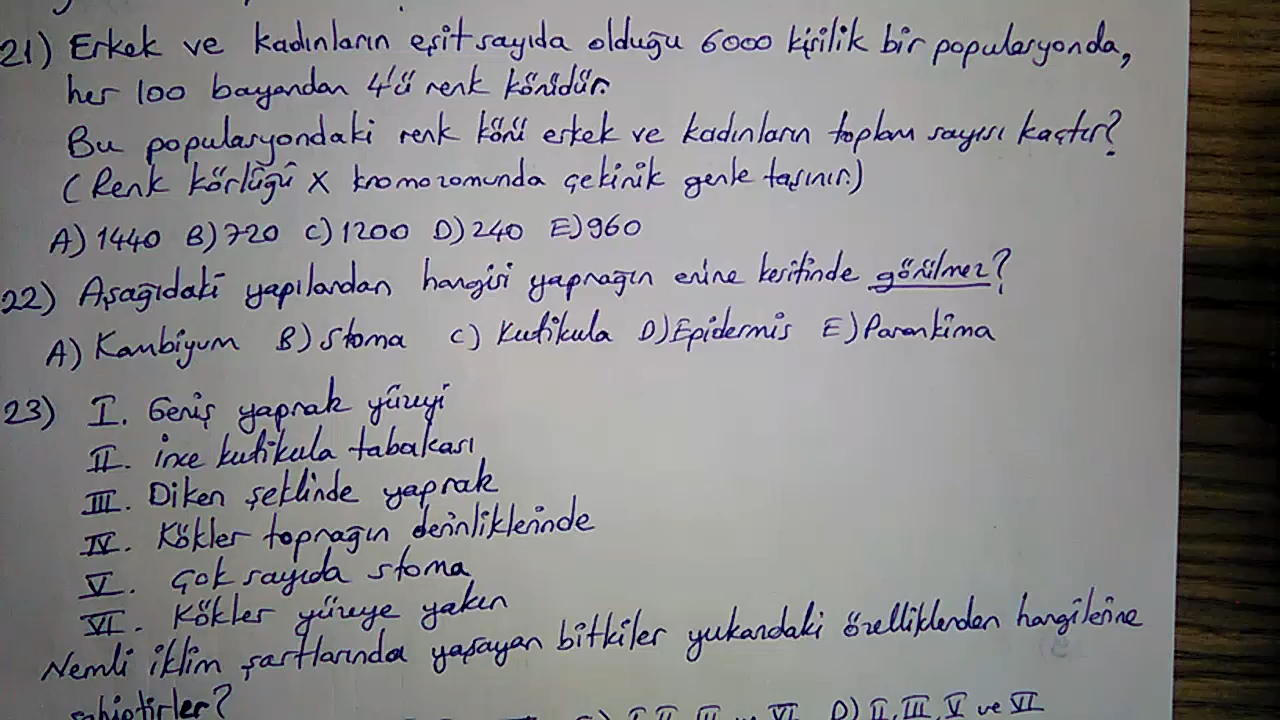 21) Erkek ve kadınların eşit sayıda olduğu 6000 kişilik bir populasyonda,
her 100 bayandan 4'ü renk körüdür.
Bu populasyondaki renk körü erkek ve kadınların toplam sayısı kaçtır?
(Renk körlüğü X kromozomunda çekinik genle taşınır.)
A) 1440 B) 720 C) 1200 D) 240 E) 960
22) Aşağıdaki yapılardan hangisi yaprağın enine kesitinde görülmez?
A) Kambiyum B) Stoma C) Kutikula D) Epidermis E) Parankima
23) I. Geniş yaprak yüzeyi
II. İnce kutikula tabakası
III. Diken şeklinde yaprak
IV. Kökler toprağın derinliklerinde
V. Çok sayıda stoma
VI. Kökler yüzeye yakın
Nemli iklim şartlarında yaşayan bitkiler yukarıdaki özelliklerden hangilerine
sahiptirler?
D) II, III, V ve VI